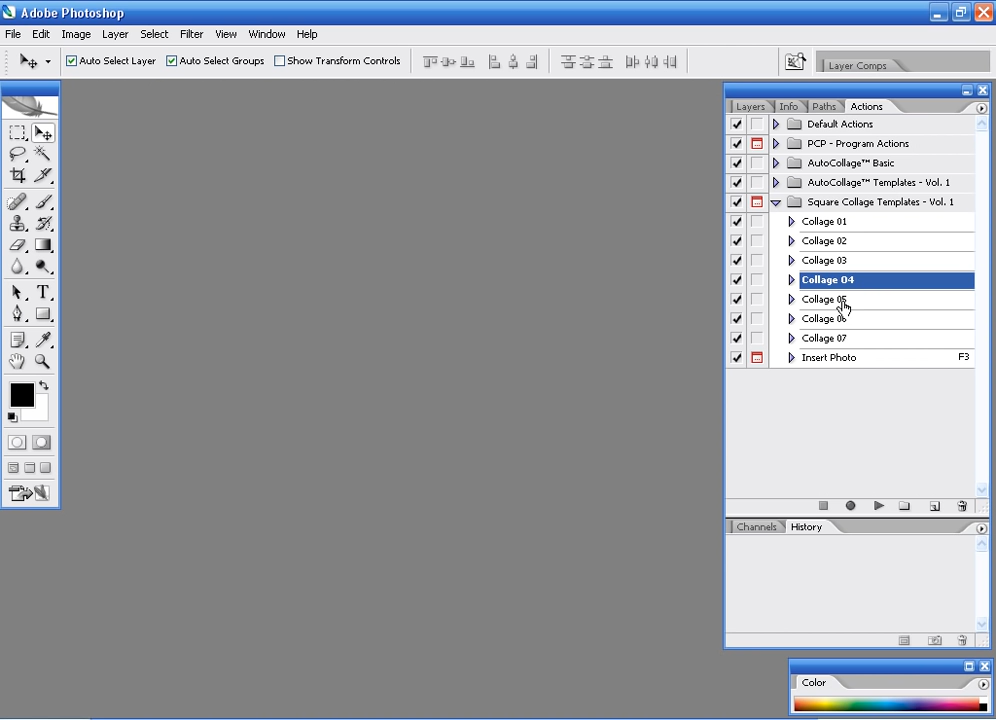 Adobe Photoshop
File Edit Image Layer Select Filter View Window Help
Auto Select Layer Auto Select Groups Show Transform Controls Layer Comps
Layers Info Paths Actions
Default Actions
PCP - Program Actions
AutoCollage™ Basic
AutoCollage™ Templates - Vol. 1
Square Collage Templates - Vol. 1
Collage 01
Collage 02
Collage 03
Collage 04
Collage 05
Collage 06
Collage 07
Insert Photo F3
Channels History
Color